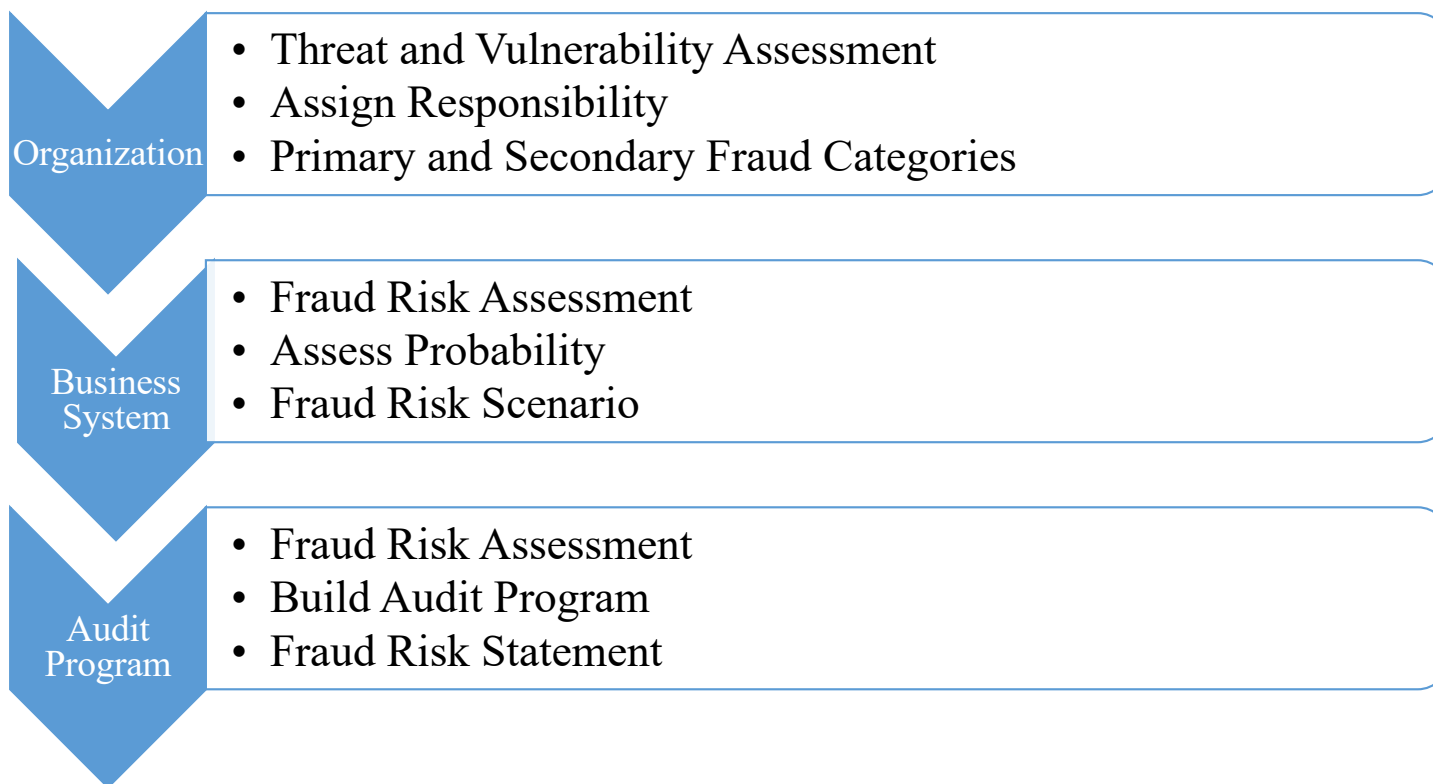 Organization
• Threat and Vulnerability Assessment
• Assign Responsibility
• Primary and Secondary Fraud Categories
Business
System
• Fraud Risk Assessment
• Assess Probability
• Fraud Risk Scenario
Audit
Program
• Fraud Risk Assessment
• Build Audit Program
• Fraud Risk Statement